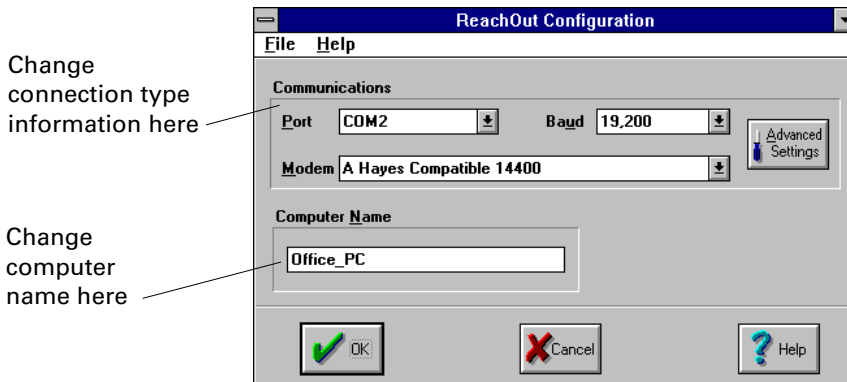 ReachOut Configuration
File Help
Change
connection type
information here
Communications
Port COM2 Baud 19,200
Advanced
Settings
Modem A Hayes Compatible 14400
Change
computer
name here
Computer Name
Office_PC
OK Cancel Help